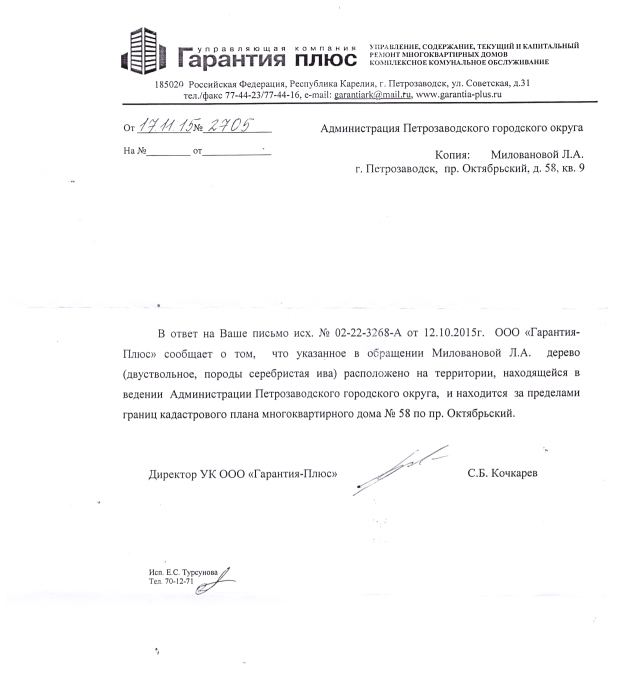 управляющая компания
Гарантия плюс
УПРАВЛЕНИЕ, СОДЕРЖАНИЕ, ТЕКУЩИЙ И КАПИТАЛЬНЫЙ
РЕМОНТ МНОГОКВАРТИРНЫХ ДОМОВ
КОМПЛЕКСНОЕ КОМУНАЛЬНОЕ ОБСЛУЖИВАНИЕ
185020 Российская Федерация, Республика Карелия, г. Петрозаводск, ул. Советская, д.31
тел./факс 77-44-23/77-44-16, e-mail: garantiark@mail.ru, www.garantia-plus.ru
От 17 11 15 № 2705
На №_________ от______________
Администрация Петрозаводского городского округа
Копия: Миловановой Л.А.
г. Петрозаводск, пр. Октябрьский, д. 58, кв. 9
В ответ на Ваше письмо исх. № 02-22-3268-А от 12.10.2015г. ООО «Гарантия-
Плюс» сообщает о том, что указанное в обращении Миловановой Л.А. дерево
(двуствольное, породы серебристая ива) расположено на территории, находящейся в
ведении Администрации Петрозаводского городского округа, и находится за пределами
границ кадастрового плана многоквартирного дома № 58 по пр. Октябрьский.
Директор УК ООО «Гарантия-Плюс»
С.Б. Кочкарев
Исп. Е.С. Турсунова
Тел. 70-12-71